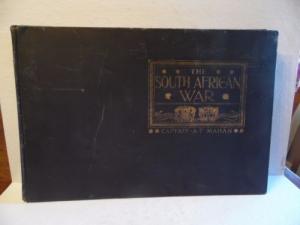 THE
SOUTH AFRICAN
WAR
CAPTAIN · A·T· MAHAN